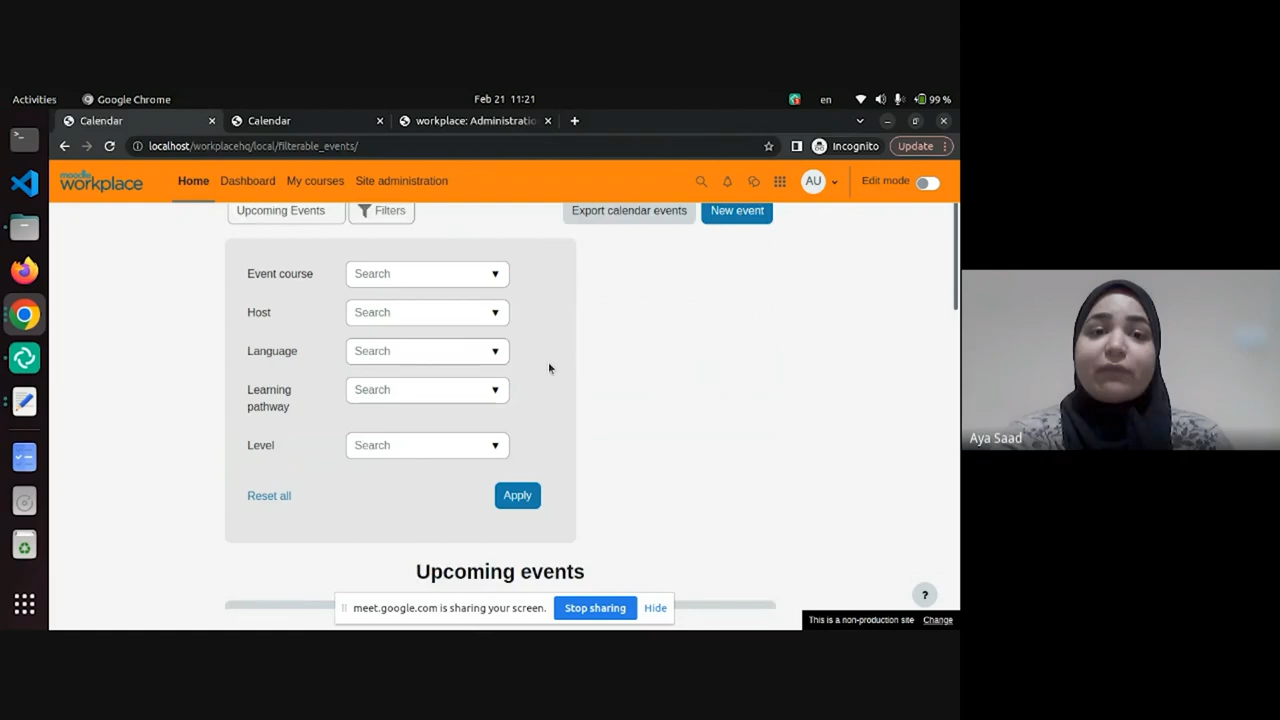 Activities
Google Chrome
Feb 21 11:21
en
99 %
Calendar
Calendar
workplace: Administratio
localhost/workplacehq/local/filterable_events/
Incognito
Update
moodle
workplace
Home
Dashboard
My courses
Site administration
AU
Edit mode
Upcoming Events
Filters
Export calendar events
New event
Event course
Search
Host
Search
Language
Search
Learning
pathway
Search
Level
Search
Reset all
Apply
Upcoming events
meet.google.com is sharing your screen.
Stop sharing
Hide
?
This is a non-production site
Change
Aya Saad